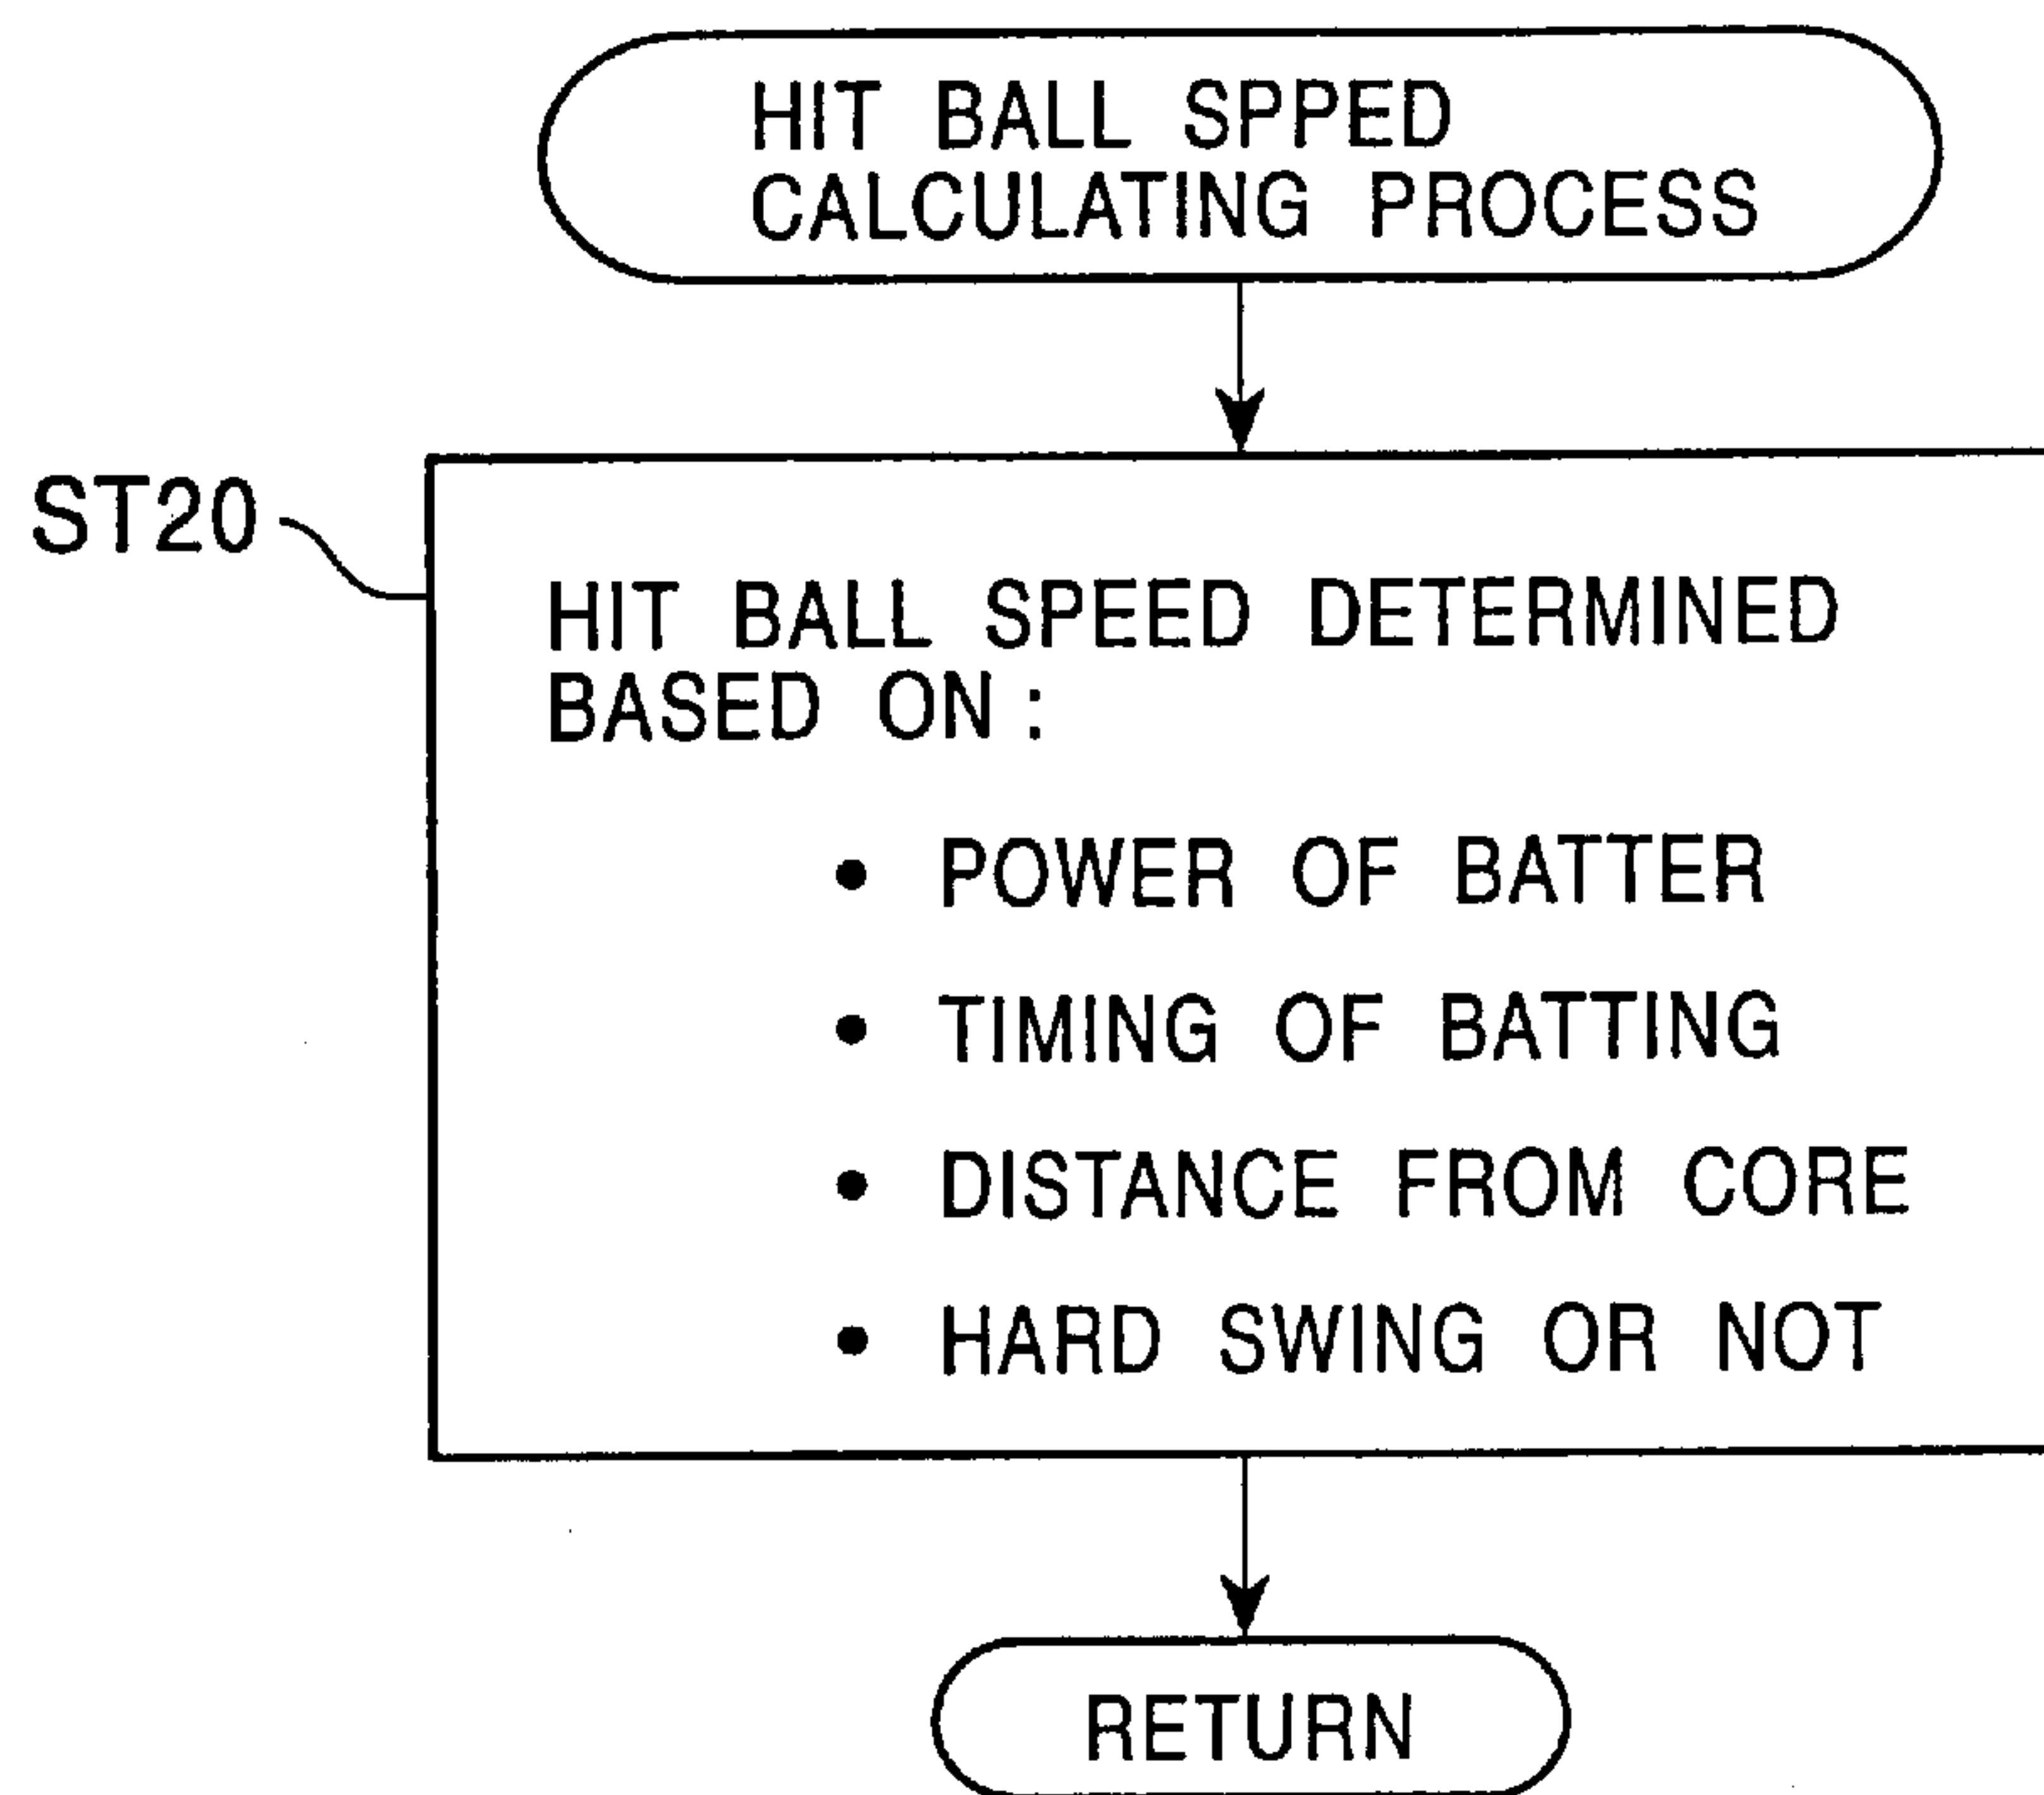 HIT BALL SPPED
CALCULATING PROCESS
ST20
HIT BALL SPEED DETERMINED
BASED ON :
• POWER OF BATTER
• TIMING OF BATTING
• DISTANCE FROM CORE
• HARD SWING OR NOT
RETURN